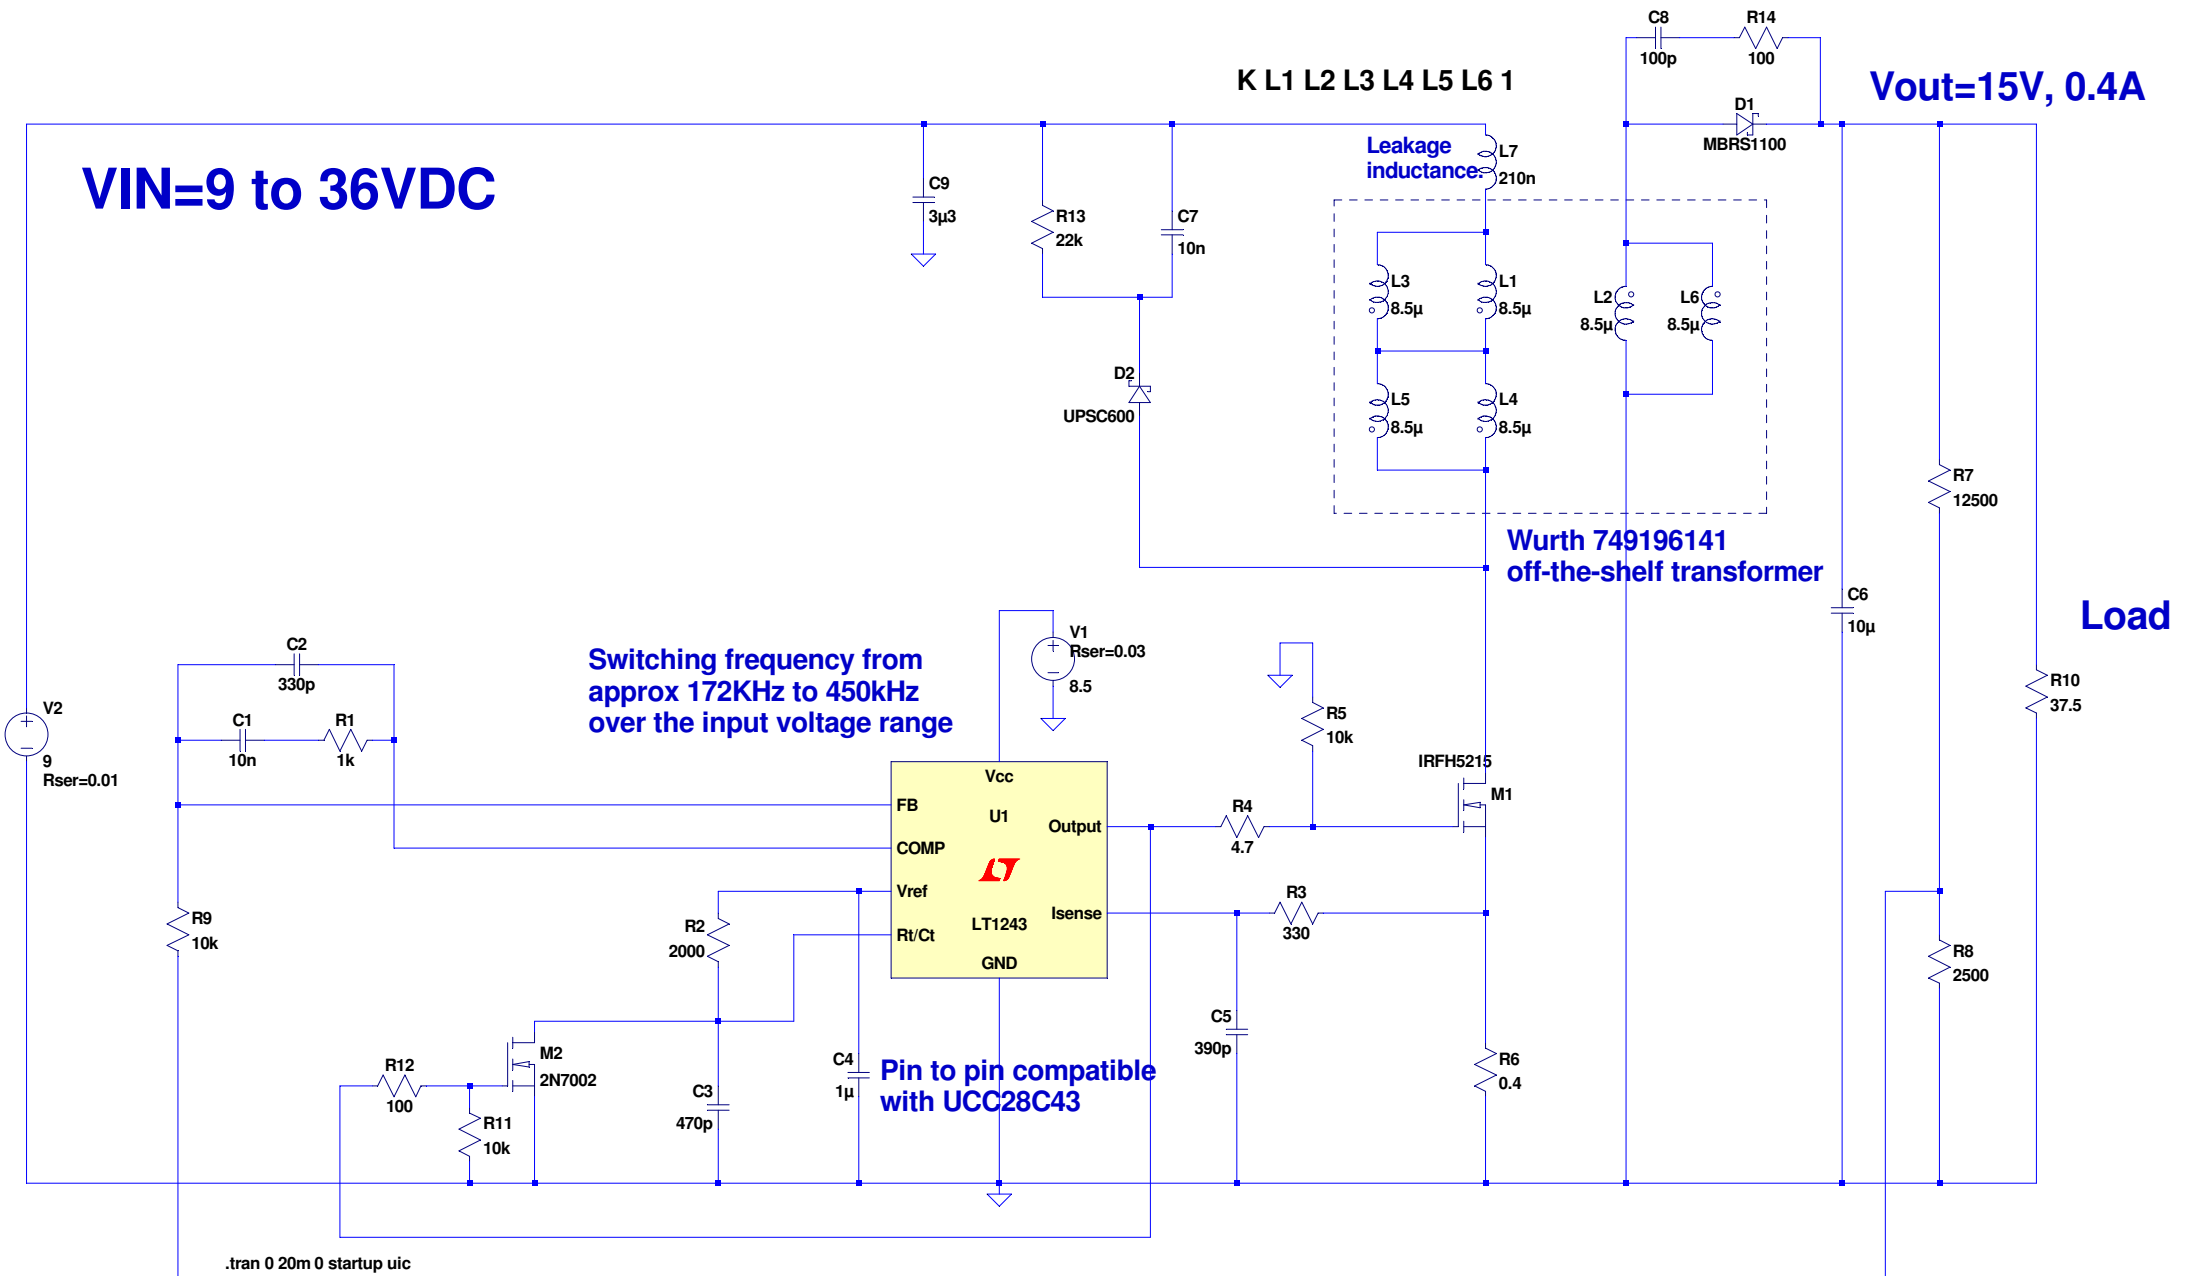 C8
100p
R14
100
K L1 L2 L3 L4 L5 L6 1
Vout=15V, 0.4A
D1
MBRS1100
VIN=9 to 36VDC
Leakage
inductance.
L7
210n
C9
3µ3
R13
22k
C7
10n
L3
8.5µ
L1
8.5µ
L2
8.5µ
L6
8.5µ
D2
UPSC600
L5
8.5µ
L4
8.5µ
R7
12500
Wurth 749196141
off-the-shelf transformer
C6
10µ
Load
V1
Rser=0.03
8.5
C2
330p
Switching frequency from
approx 172KHz to 450kHz
over the input voltage range
R10
37.5
V2
9
Rser=0.01
C1
10n
R1
1k
R5
10k
IRFH5215
M1
Vcc
FB
U1
Output
COMP
Vref
Isense
LT1243
Rt/Ct
GND
R4
4.7
R3
330
R9
10k
R2
2000
R8
2500
C5
390p
R12
100
M2
2N7002
R11
10k
C3
470p
C4
1µ
Pin to pin compatible
with UCC28C43
R6
0.4
.tran 0 20m 0 startup uic